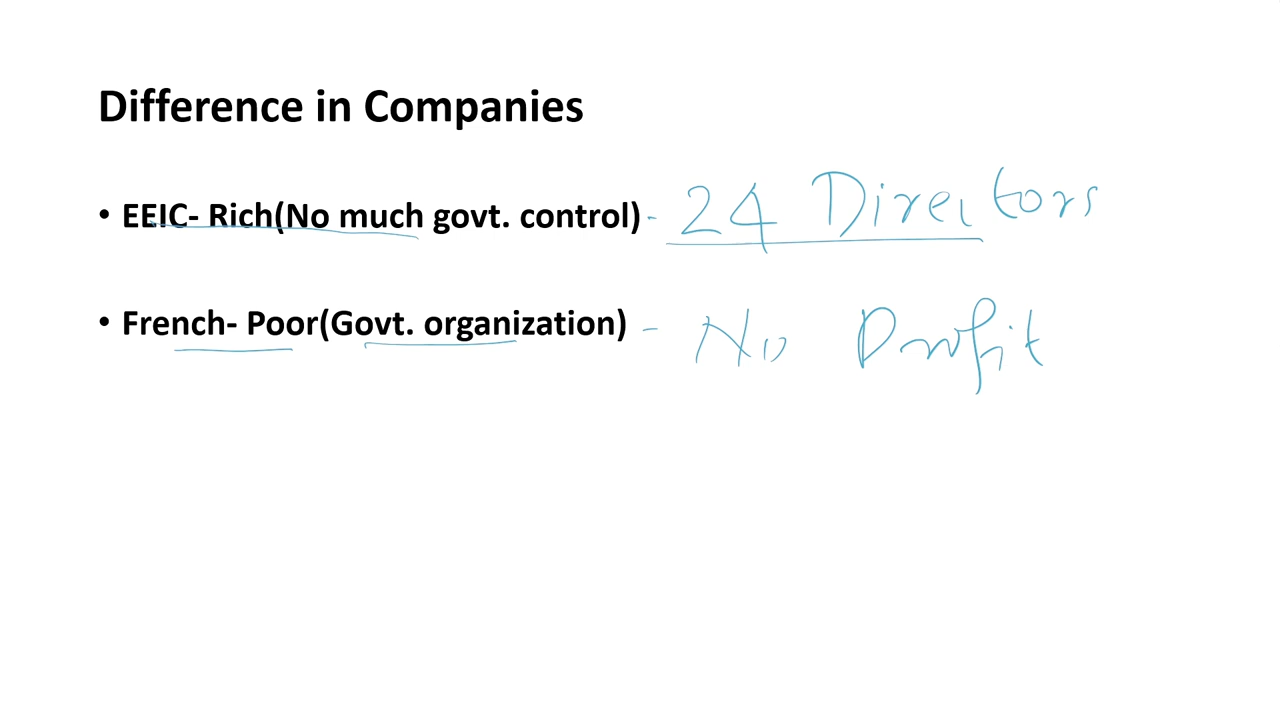 Difference in Companies
• EEIC- Rich(No much govt. control) - 24 Directors
• French- Poor(Govt. organization) - No Profit